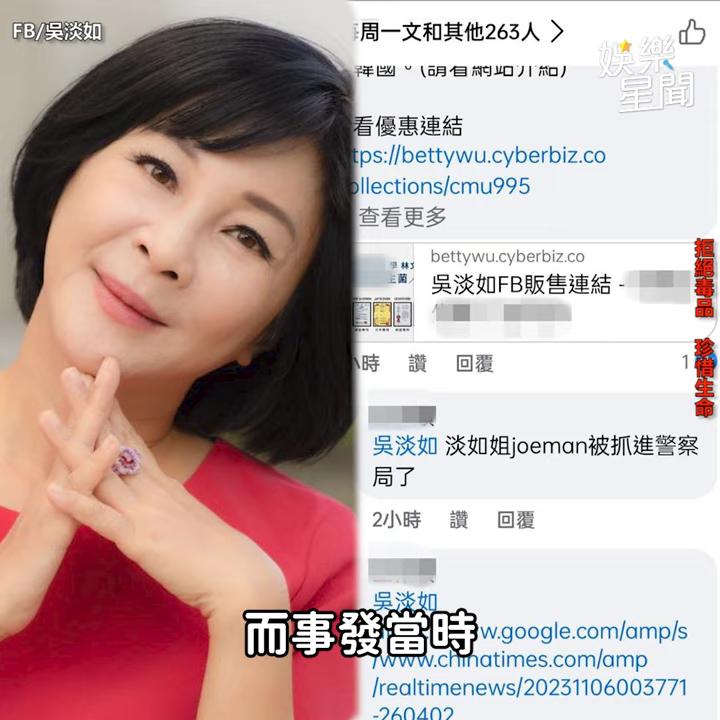 FB/吳淡如
周一文和其他263人
娛樂
星聞
韓國。(請看網站介紹)
看優惠連結
tps://bettywu.cyberbiz.co
ollections/cmu995
查看更多
bettywu.cyberbiz.co
吳淡如FB販售連結 -
小時 讚 回覆
1
吳淡如 淡如姐joeman被抓進警察
局了
2小時 讚 回覆
吳淡如
w.google.com/amp/s
/www.chinatimes.com/amp
/realtimenews/20231106003771
-260402
拒絕毒品 珍惜生命
而事發當時